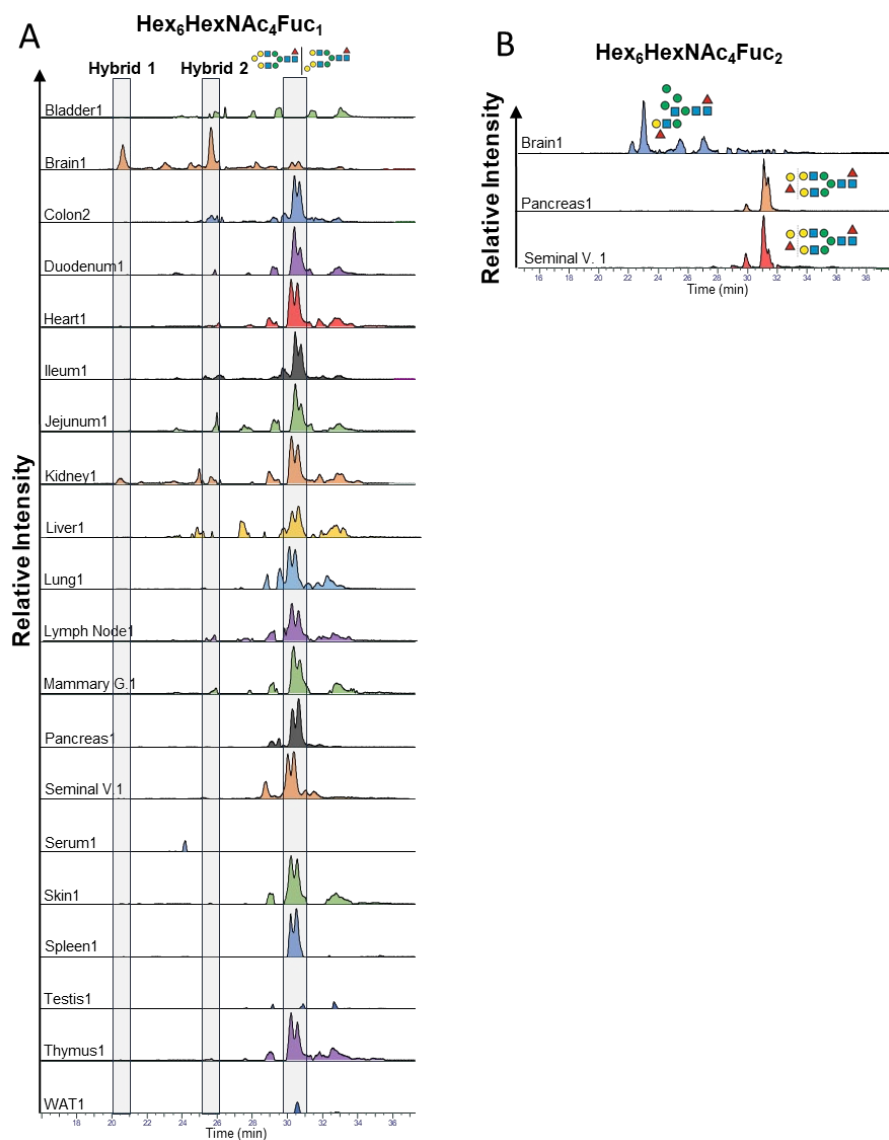 A
Hex₆HexNAc₄Fuc₁
Hybrid 1
Hybrid 2
Bladder1
Brain1
Colon2
Duodenum1
Heart1
Ileum1
Jejunum1
Kidney1
Liver1
Lung1
Lymph Node1
Mammary G.1
Pancreas1
Seminal V.1
Serum1
Skin1
Spleen1
Testis1
Thymus1
WAT1
Relative Intensity
16 18 20 22 24 26 28 30 32 34 36
Time (min)
B
Hex₆HexNAc₄Fuc₂
Brain1
Pancreas1
Seminal V. 1
Relative Intensity
16 18 20 22 24 26 28 30 32 34 36 38
Time (min)